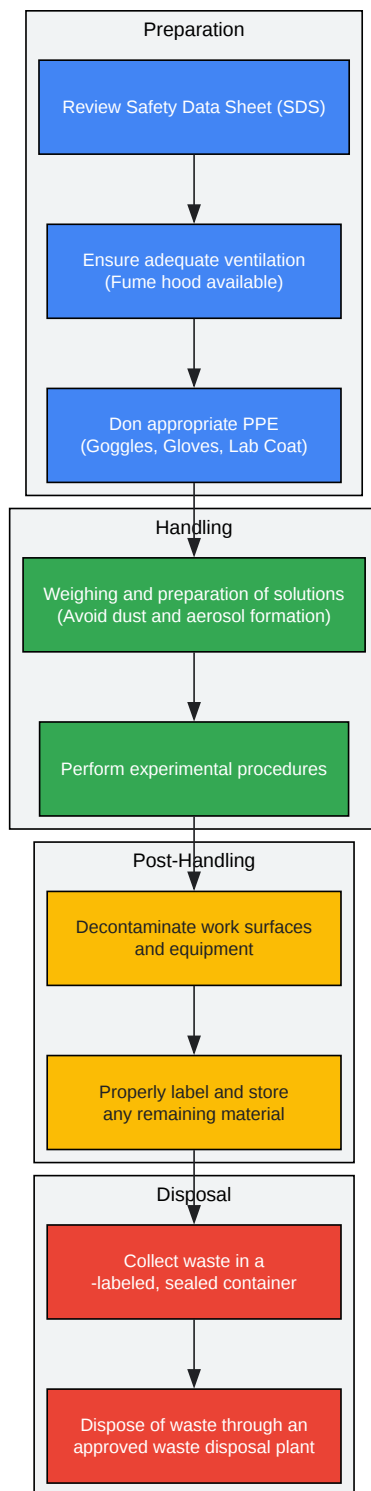 Preparation
Review Safety Data Sheet (SDS)
Ensure adequate ventilation
(Fume hood available)
Don appropriate PPE
(Goggles, Gloves, Lab Coat)
Handling
Weighing and preparation of solutions
(Avoid dust and aerosol formation)
Perform experimental procedures
Post-Handling
Decontaminate work surfaces
and equipment
Properly label and store
any remaining material
Disposal
Collect waste in a
-labeled, sealed container
Dispose of waste through an
approved waste disposal plant